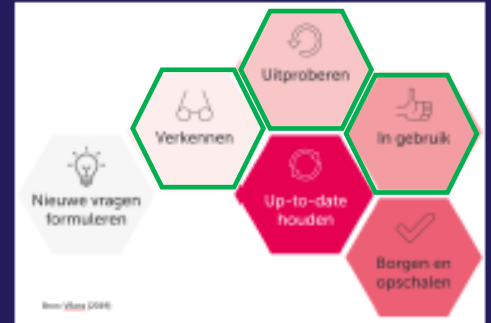 Uitproberen
Verkennen
In gebruik
Nieuwe vragen
formuleren
Up-to-date
houden
Borgen en
opschalen